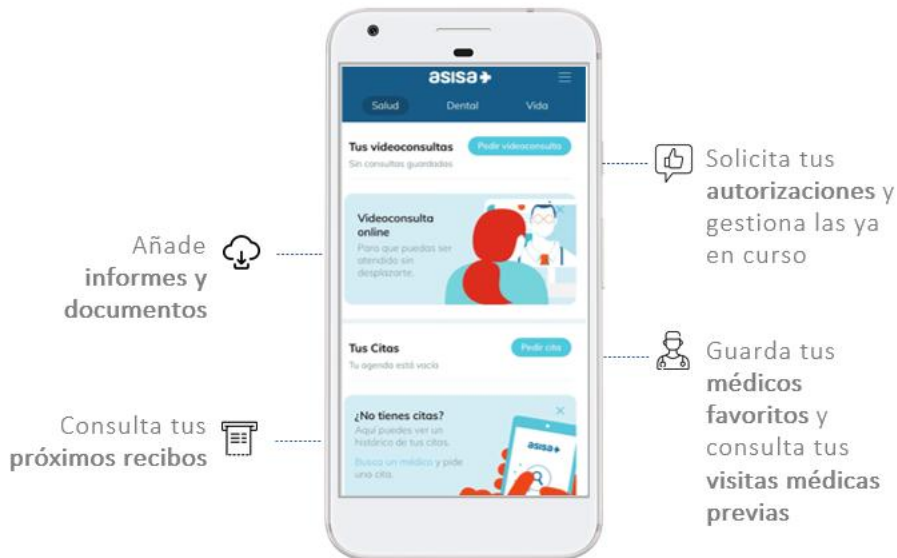 asisa+
Salud Dental Vida
Tus videoconsultas
Pedir videoconsulta
Sin consultas guardadas
Videoconsulta
online
Para que puedas ser
atendido sin
desplazarte.
Tus Citas
Pedir cita
Tu agenda está vacía
¿No tienes citas?
Aquí puedes ver un
histórico de tus citas.
Busca un médico y pide
una cita.
asisa+
Añade
informes y
documentos
Consulta tus
próximos recibos
Solicita tus
autorizaciones y
gestiona las ya
en curso
Guarda tus
médicos
favoritos y
consulta tus
visitas médicas
previas